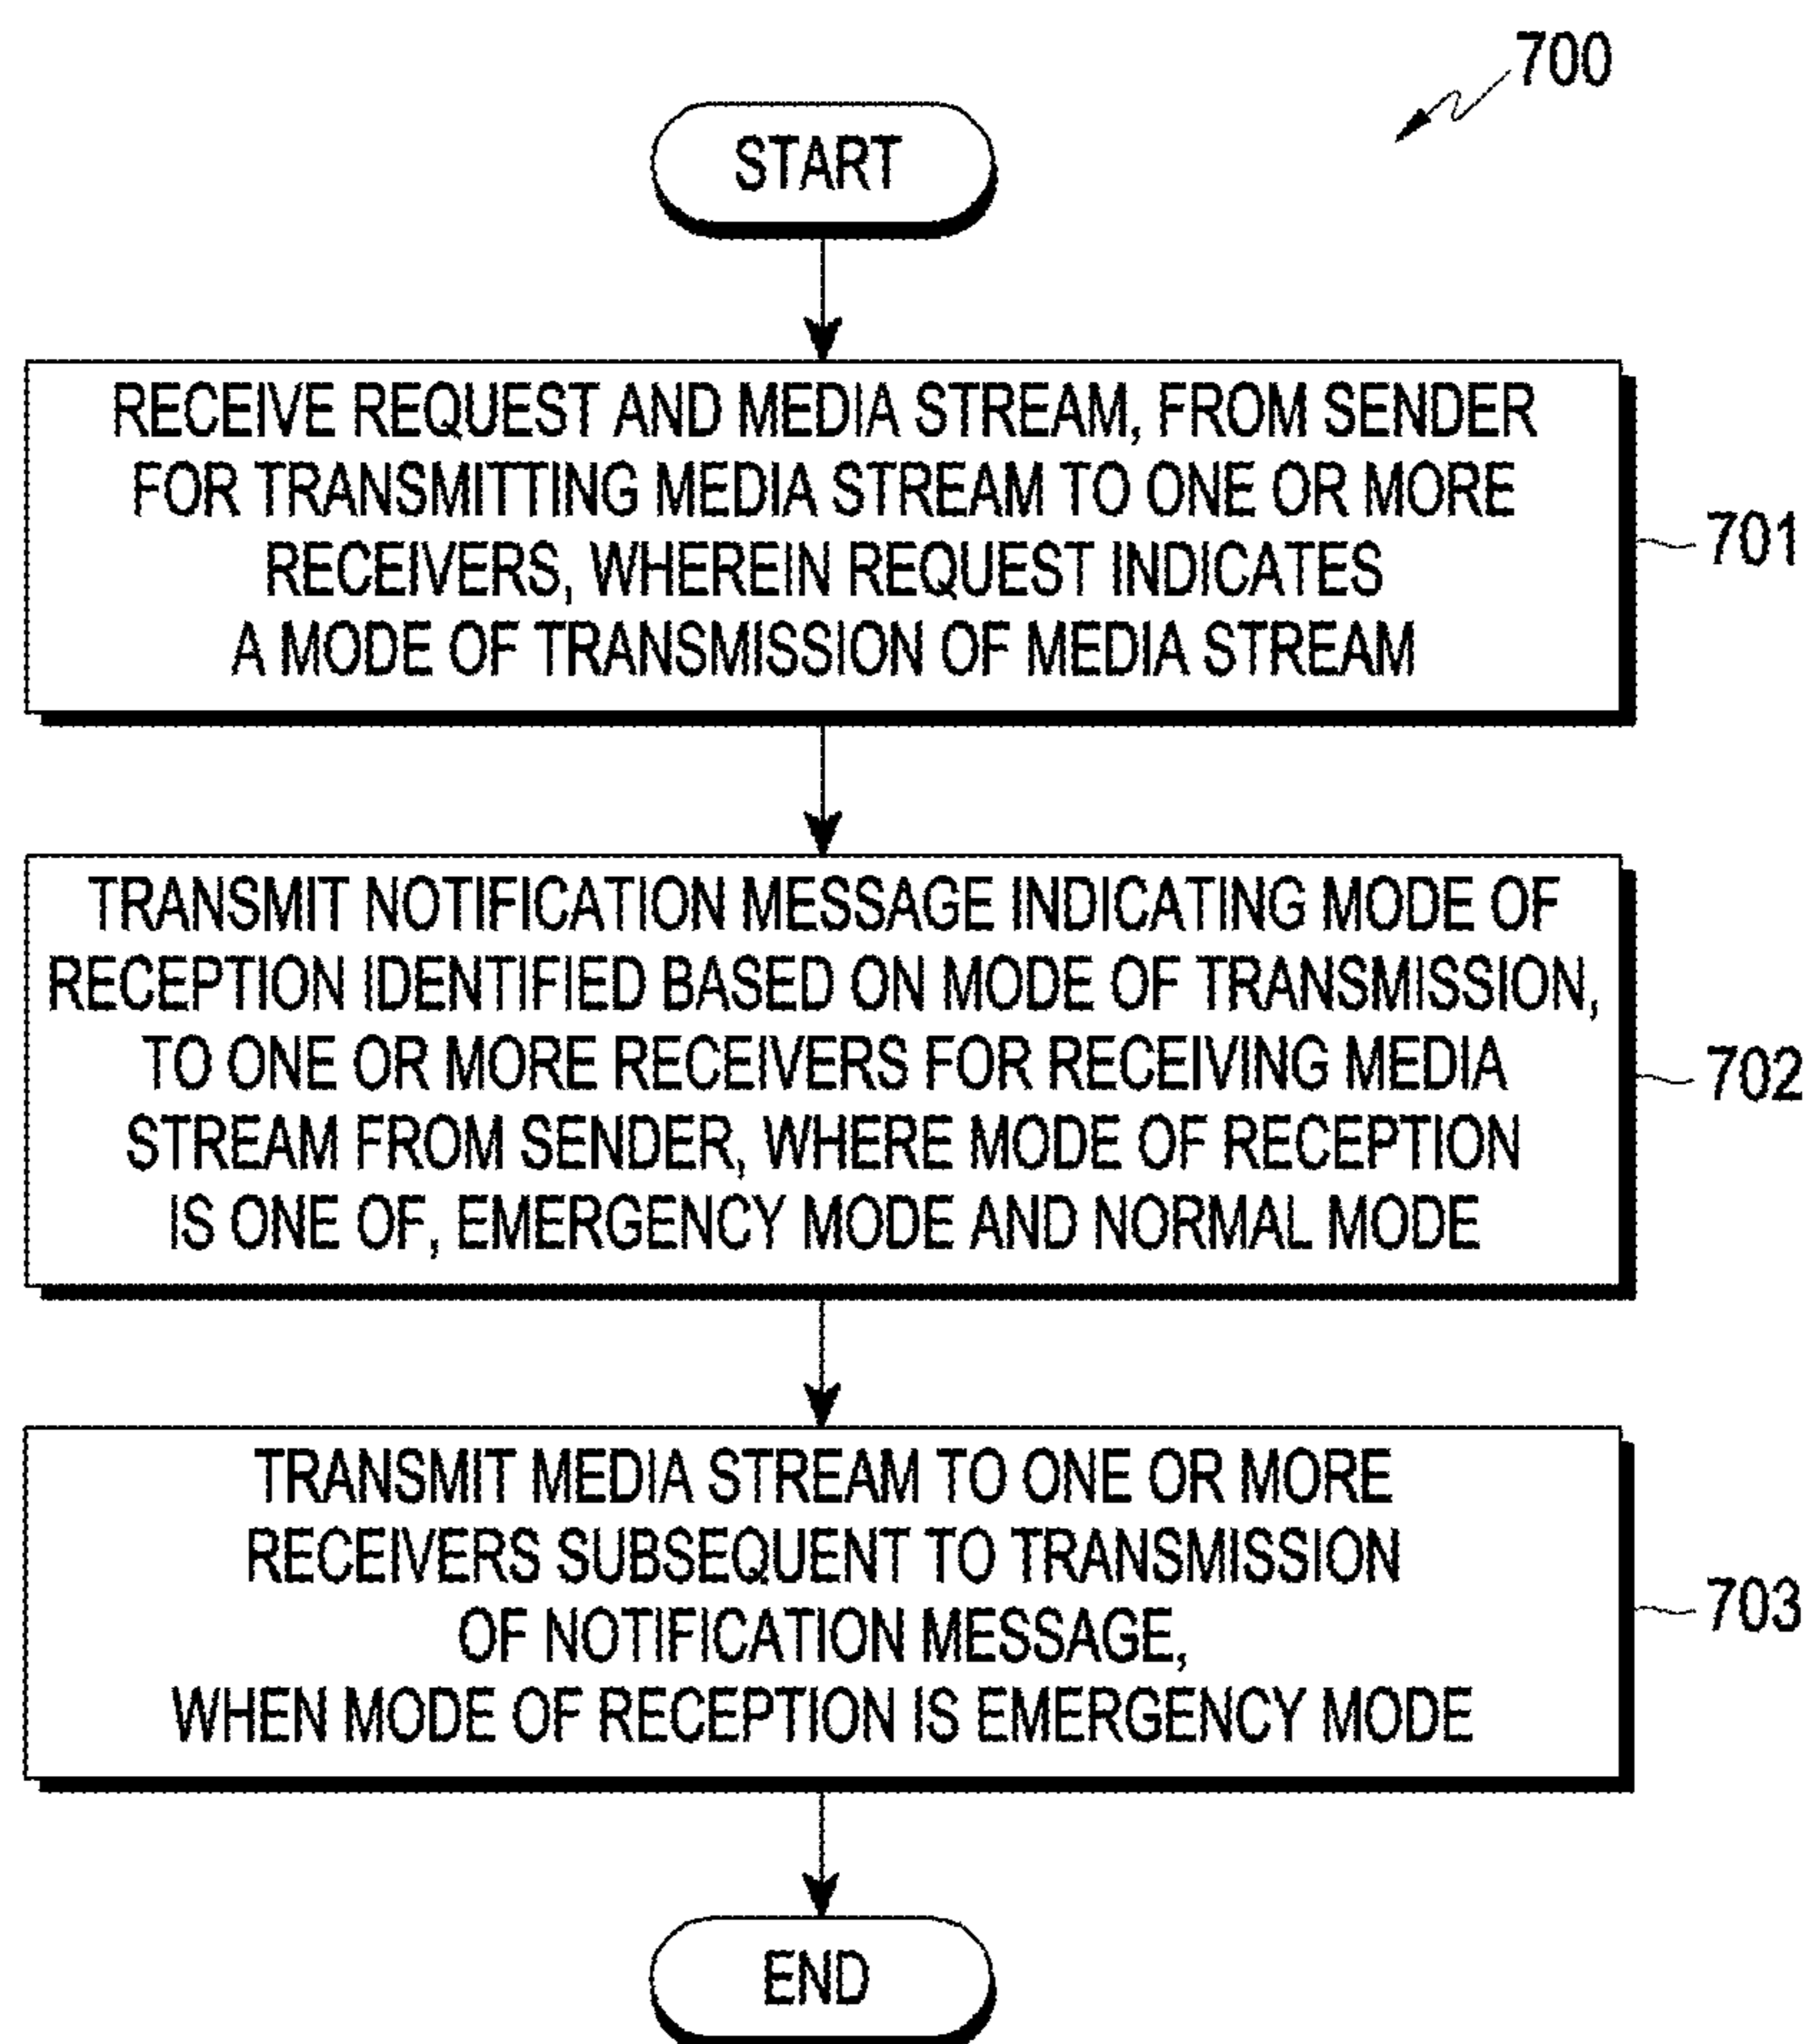 700
START
RECEIVE REQUEST AND MEDIA STREAM, FROM SENDER
FOR TRANSMITTING MEDIA STREAM TO ONE OR MORE
RECEIVERS, WHEREIN REQUEST INDICATES
A MODE OF TRANSMISSION OF MEDIA STREAM
701
TRANSMIT NOTIFICATION MESSAGE INDICATING MODE OF
RECEPTION IDENTIFIED BASED ON MODE OF TRANSMISSION,
TO ONE OR MORE RECEIVERS FOR RECEIVING MEDIA
STREAM FROM SENDER, WHERE MODE OF RECEPTION
IS ONE OF, EMERGENCY MODE AND NORMAL MODE
702
TRANSMIT MEDIA STREAM TO ONE OR MORE
RECEIVERS SUBSEQUENT TO TRANSMISSION
OF NOTIFICATION MESSAGE,
WHEN MODE OF RECEPTION IS EMERGENCY MODE
703
END